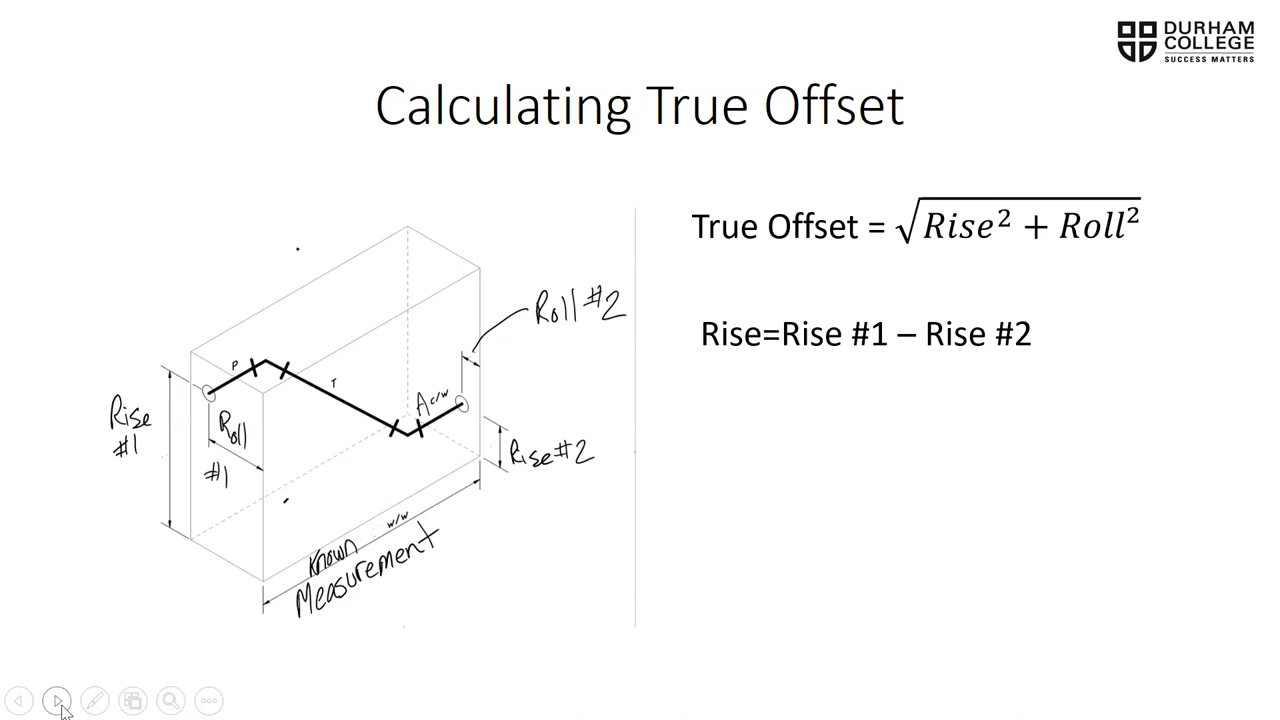 DURHAM
COLLEGE
SUCCESS MATTERS
Calculating True Offset
True Offset = √Rise² + Roll²
Rise=Rise #1 – Rise #2
Roll #2
P
T
A c/w
Rise
#1
Roll
#1
Rise #2
w/w
Known
Measurement